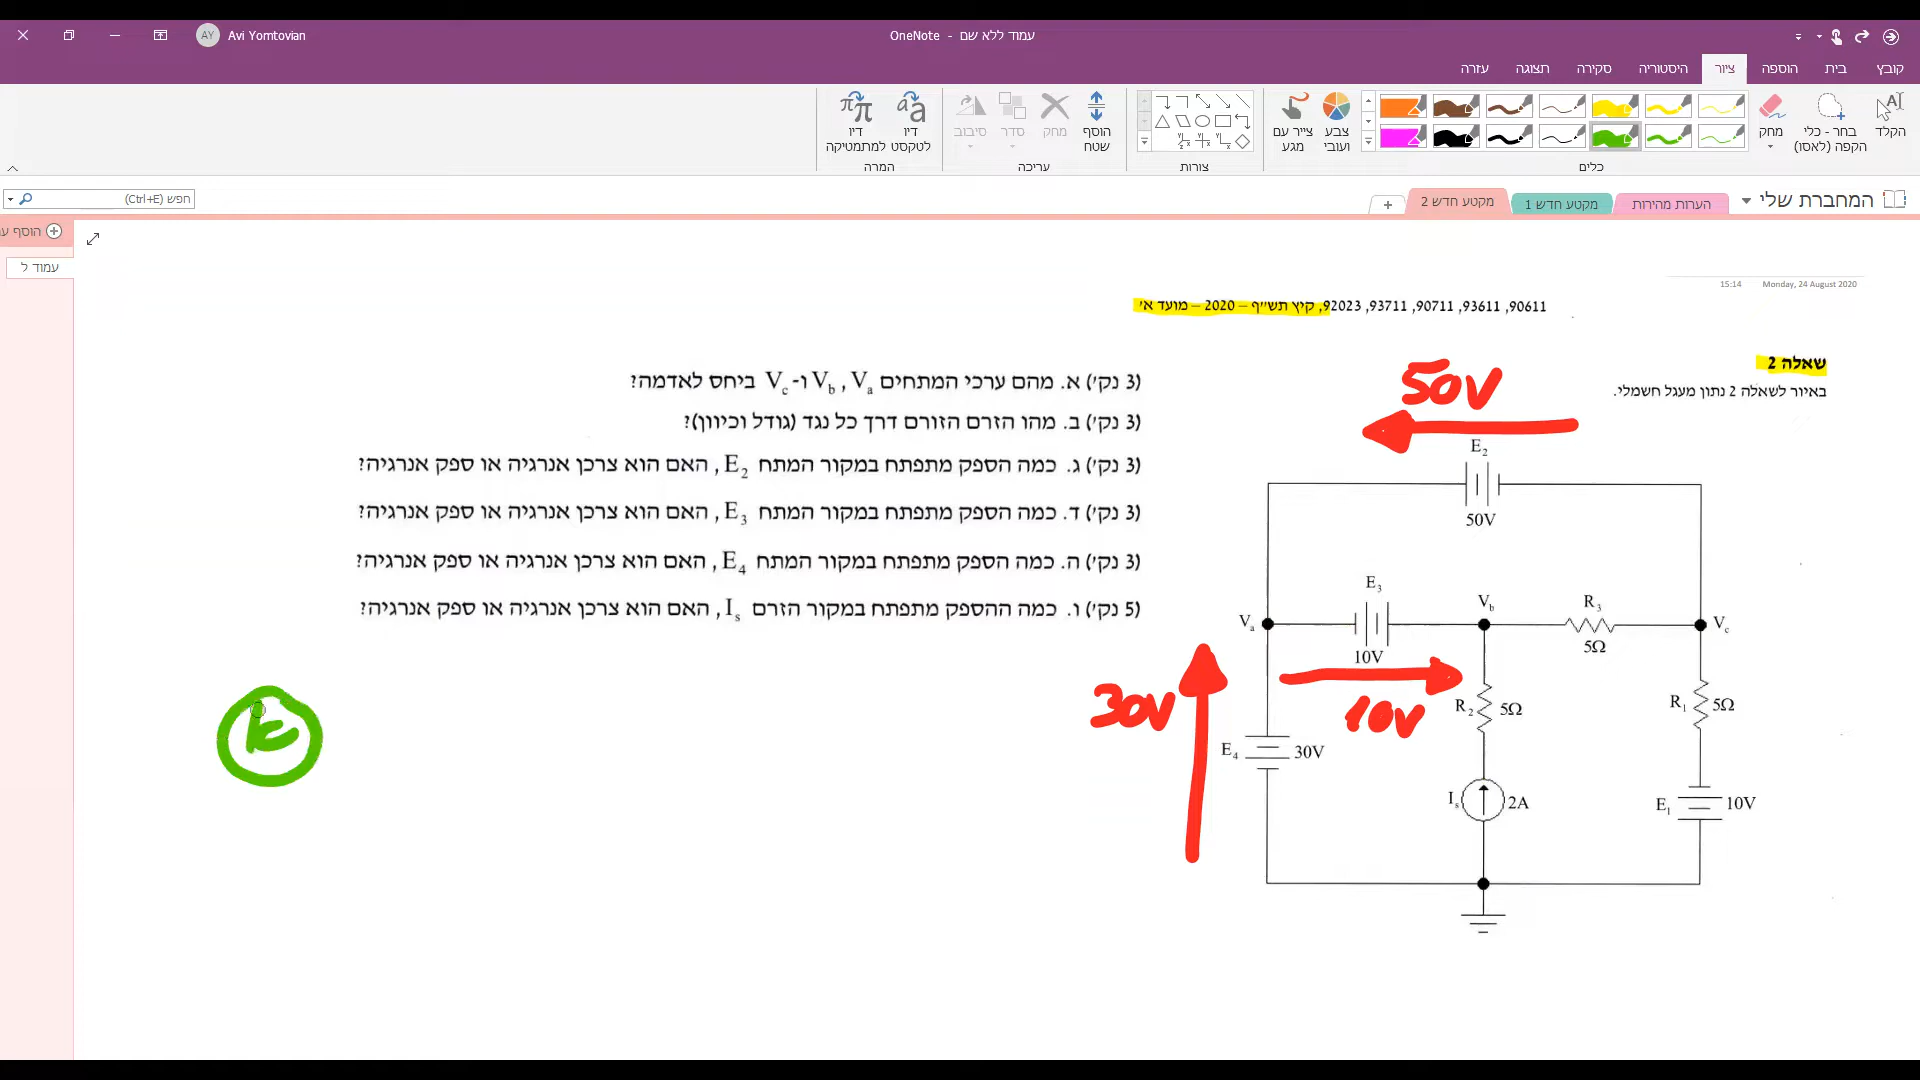 Avi Yomtovian
עמוד ללא שם - OneNote
קובץ
בית
הוספה
ציור
היסטוריה
סקירה
תצוגה
עזרה
הקלד
בחר - כלי הקפה (לאסו)
מחק
כלים
צבע ועובי
צייר עם מגע
צורות
הוסף שטח
מחק
סדר
סיבוב
עריכה
דיו לטקסט
דיו למתמטיקה
המרה
המחברת שלי
הערות מהירות
מקטע חדש 1
מקטע חדש 2
חפש (Ctrl+E)
הוסף
עמוד ל
15:14 Monday, 24 August 2020
90611, 93611, 90711, 93711, 92023, קיץ תש"ף – 2020 – מועד א'
שאלה 2
באיור לשאלה 2 נתון מעגל חשמלי.
(3 נק') א. מהם ערכי המתחים Va, Vb ו-Vc ביחס לאדמה?
(3 נק') ב. מהו הזרם הזורם דרך כל נגד (גודל וכיוון)?
(3 נק') ג. כמה הספק מתפתח במקור המתח E2, האם הוא צרכן אנרגיה או ספק אנרגיה?
(3 נק') ד. כמה הספק מתפתח במקור המתח E3, האם הוא צרכן אנרגיה או ספק אנרגיה?
(3 נק') ה. כמה הספק מתפתח במקור המתח E4, האם הוא צרכן אנרגיה או ספק אנרגיה?
(5 נק') ו. כמה ההספק מתפתח במקור הזרם Is, האם הוא צרכן אנרגיה או ספק אנרגיה?
50V
E2
50V
E3
Va
10V
Vb
R3
5Ω
Vc
30V
10V
R2 5Ω
R1 5Ω
E4 30V
Is 2A
E1 10V